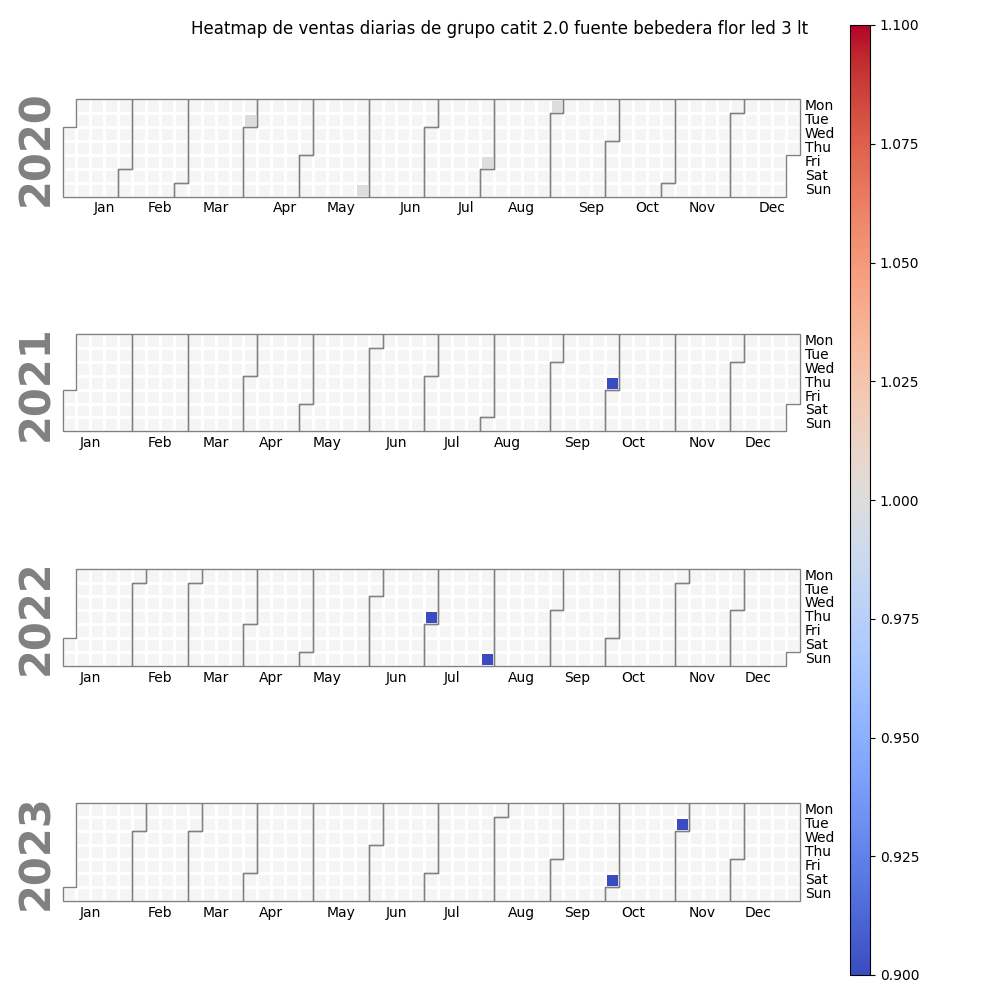 Heatmap de ventas diarias de grupo catit 2.0 fuente bebedera flor led 3 lt
2020
Mon
Tue
Wed
Thu
Fri
Sat
Sun
Jan Feb Mar Apr May Jun Jul Aug Sep Oct Nov Dec
2021
Mon
Tue
Wed
Thu
Fri
Sat
Sun
Jan Feb Mar Apr May Jun Jul Aug Sep Oct Nov Dec
2022
Mon
Tue
Wed
Thu
Fri
Sat
Sun
Jan Feb Mar Apr May Jun Jul Aug Sep Oct Nov Dec
2023
Mon
Tue
Wed
Thu
Fri
Sat
Sun
Jan Feb Mar Apr May Jun Jul Aug Sep Oct Nov Dec
1.100
1.075
1.050
1.025
1.000
0.975
0.950
0.925
0.900